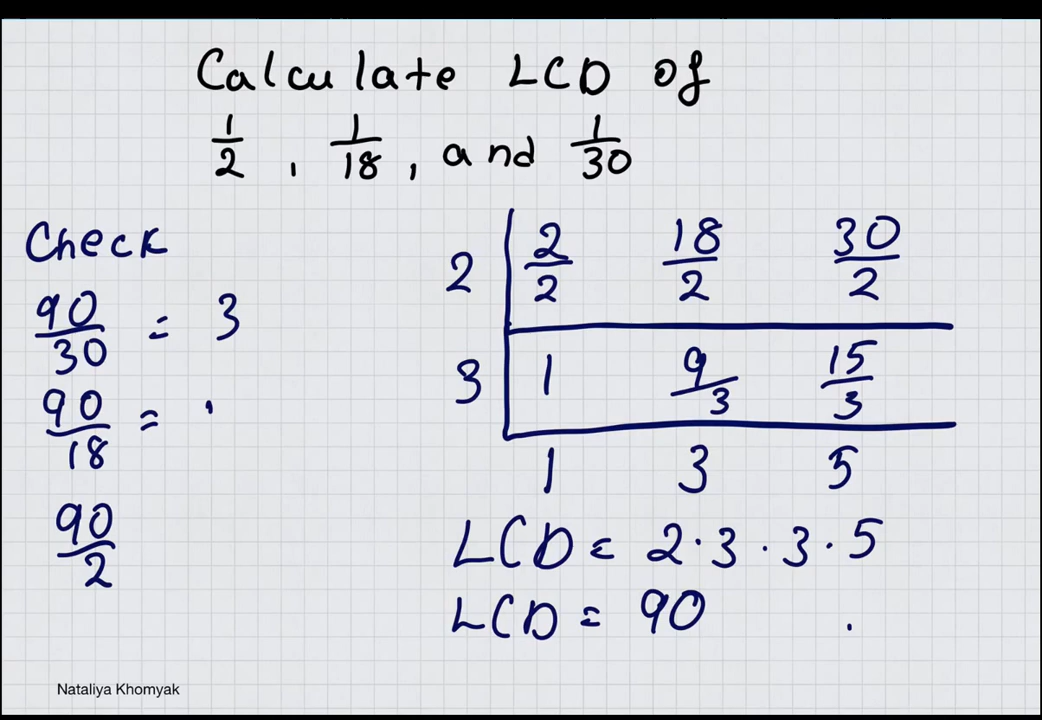 Calculate LCD of
1/2 , 1/18 , and 1/30
Check
90/30 = 3
90/18 =
90/2
2 | 2/2 18/2 30/2
3 | 1 9/3 15/3
1 3 5
LCD = 2 · 3 · 3 · 5
LCD = 90
Nataliya Khomyak